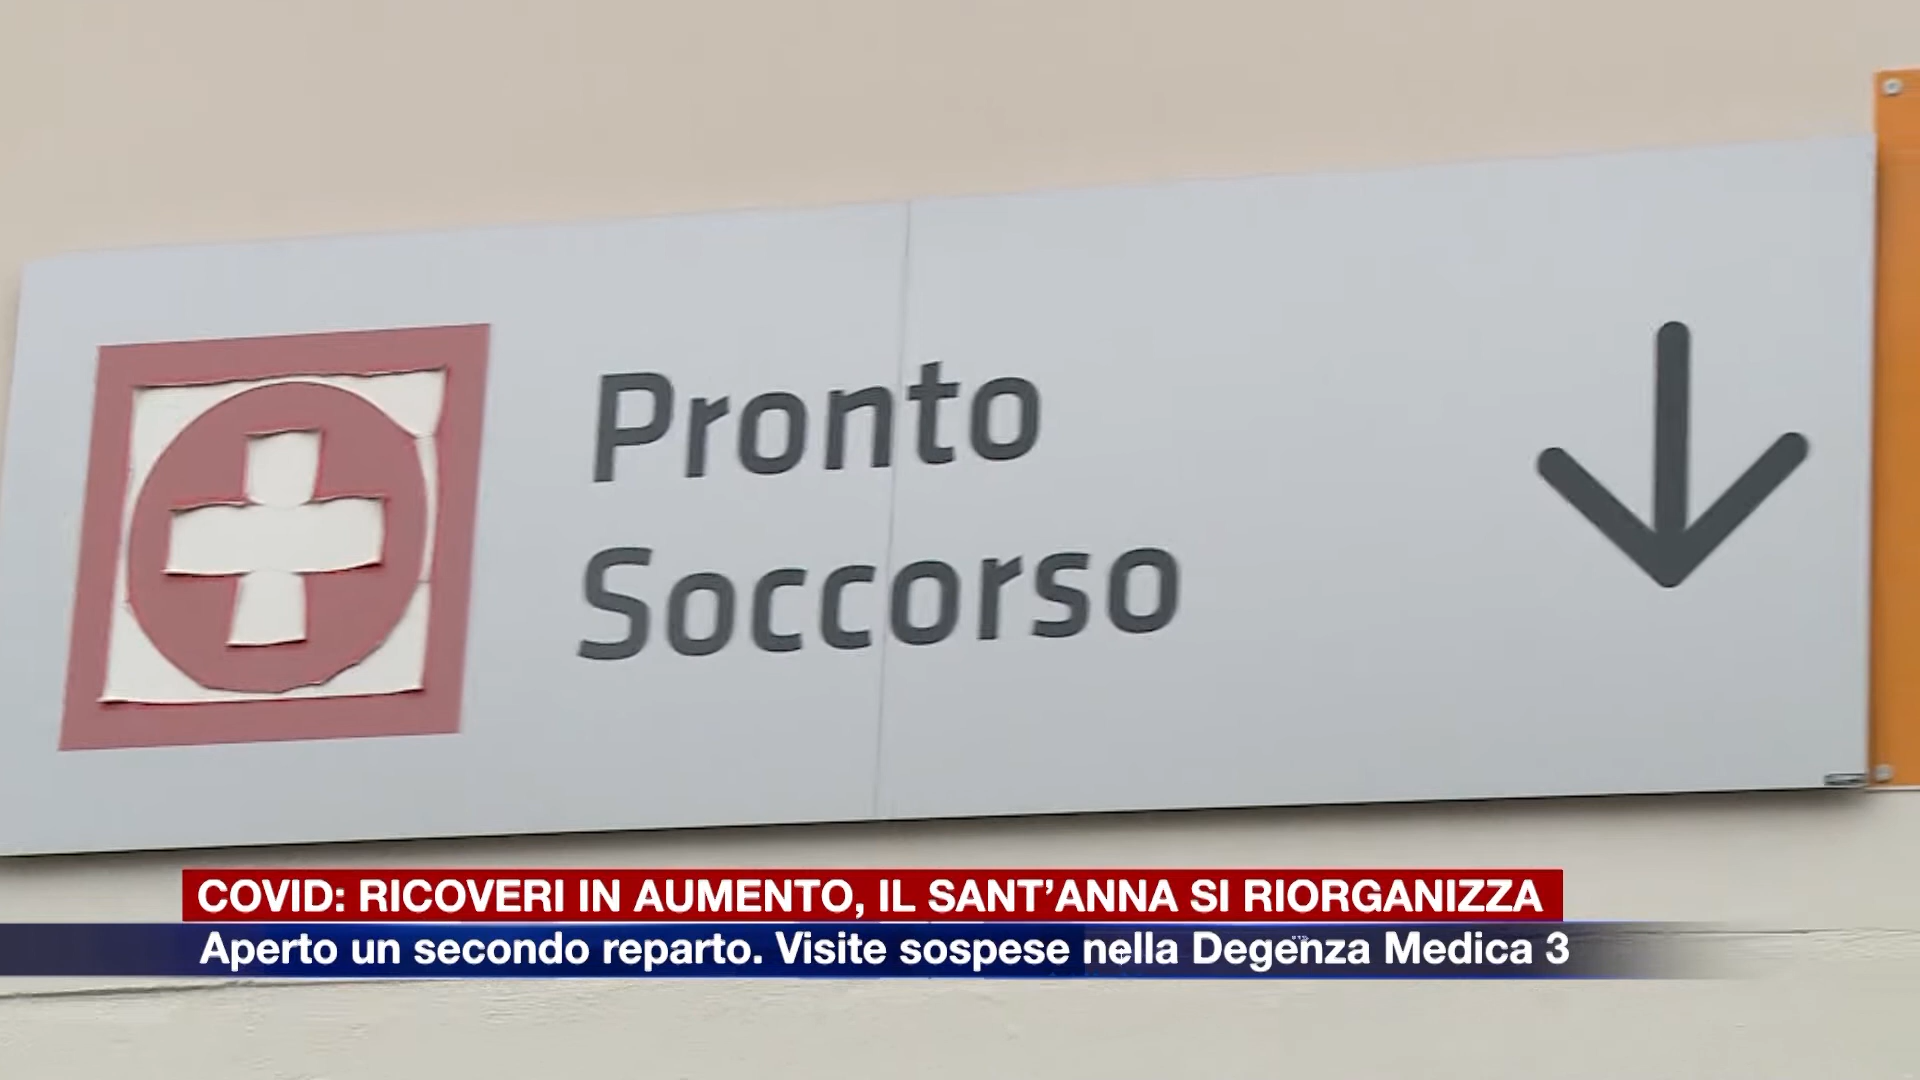 Pronto
Soccorso
COVID: RICOVERI IN AUMENTO, IL SANT'ANNA SI RIORGANIZZA
Aperto un secondo reparto. Visite sospese nella Degenza Medica 3